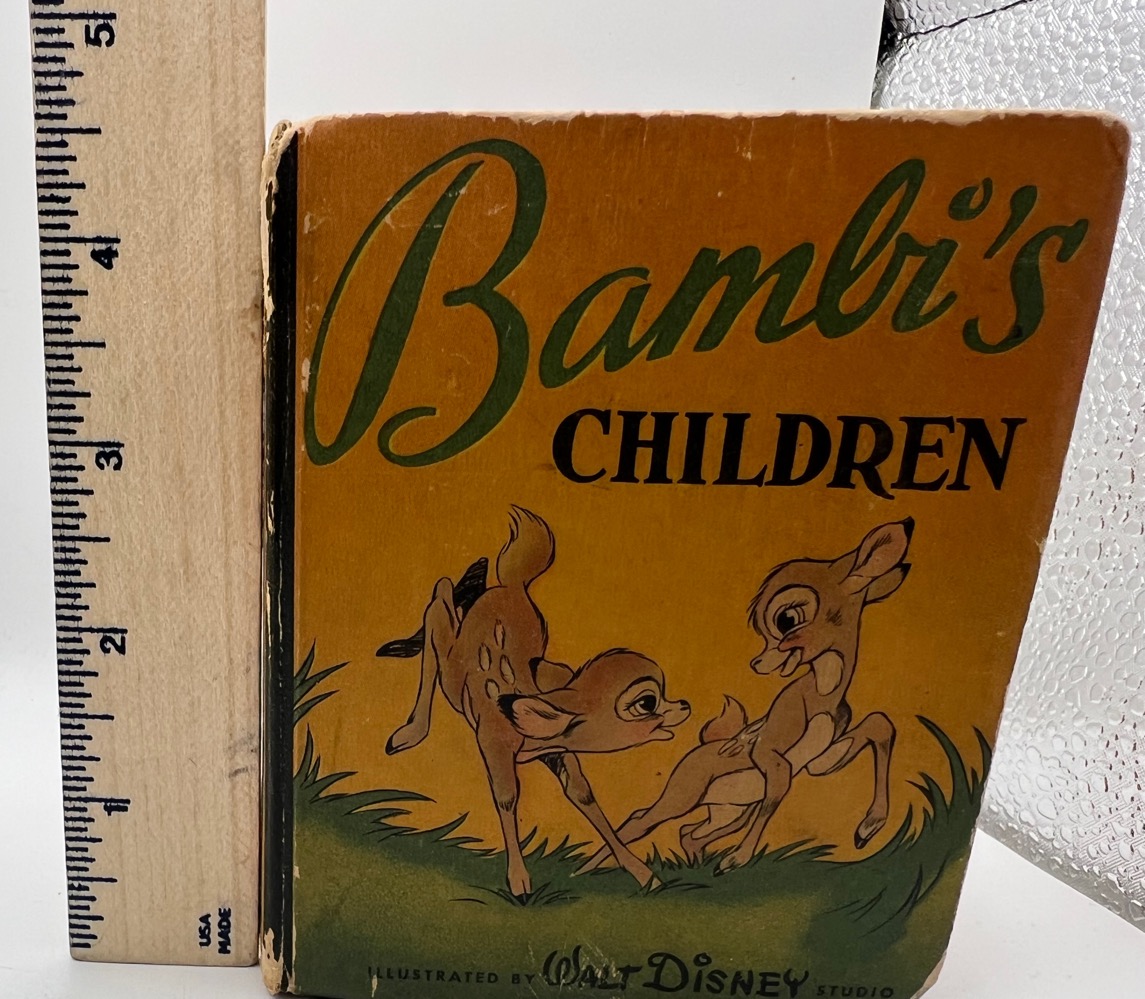 5
4
3
2
1
USA
MADE
Bambi's
CHILDREN
ILLUSTRATED BY WALT DISNEY STUDIO